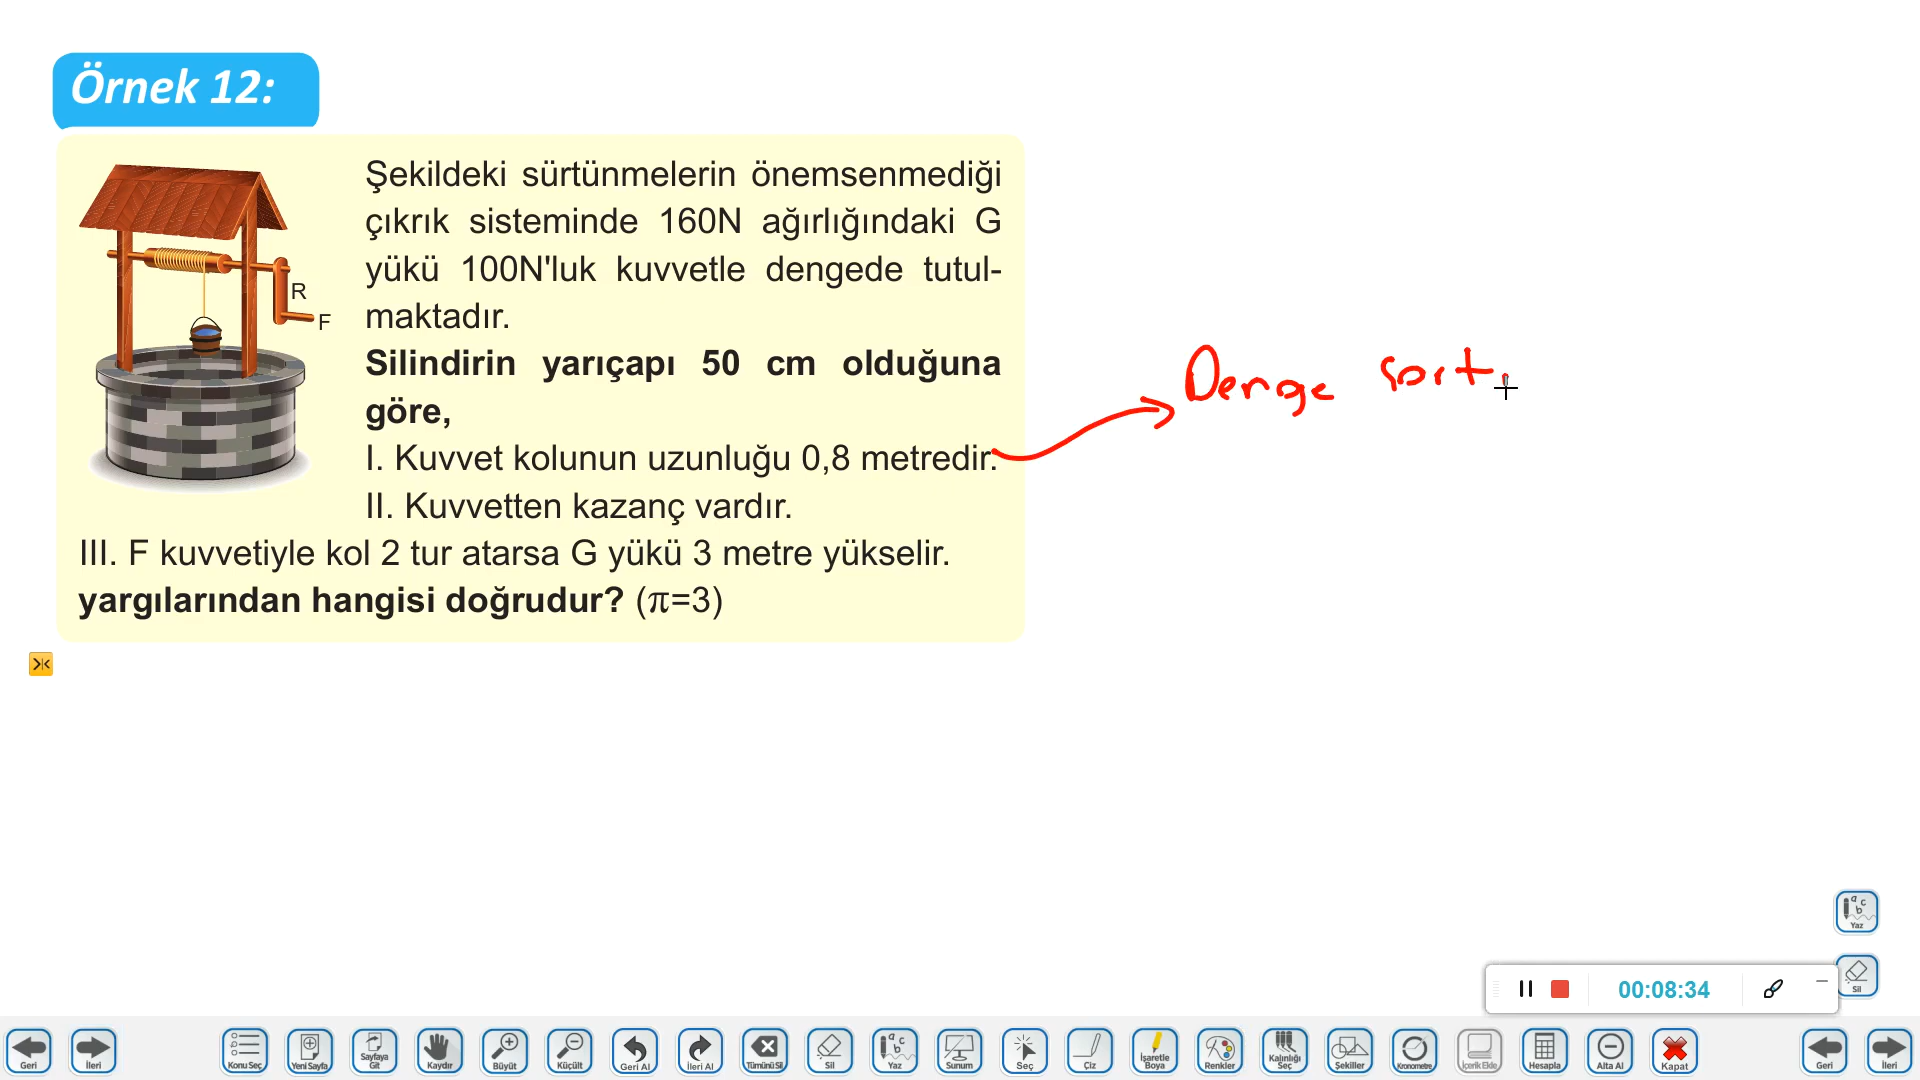 Örnek 12:
Şekildeki sürtünmelerin önemsenmediği
çıkrık sisteminde 160N ağırlığındaki G
yükü 100N'luk kuvvetle dengede tutul-
maktadır.
R
F
Silindirin yarıçapı 50 cm olduğuna
göre,
I. Kuvvet kolunun uzunluğu 0,8 metredir.
II. Kuvvetten kazanç vardır.
III. F kuvvetiyle kol 2 tur atarsa G yükü 3 metre yükselir.
yargılarından hangisi doğrudur? (π=3)
Denge şartı
Yaz
Sil
00:08:34
Geri
İleri
Konu Seç
Yeni Sayfa
Sayfaya Git
Kaydır
Büyüt
Küçült
Geri Al
İleri Al
Tümünü Sil
Sil
Yaz
Sunum
Seç
Çiz
İşaretle Boya
Renkler
Kalınlığı Seç
Şekiller
Kronometre
İçerik Ekle
Hesapla
Alta Al
Kapat
Geri
İleri